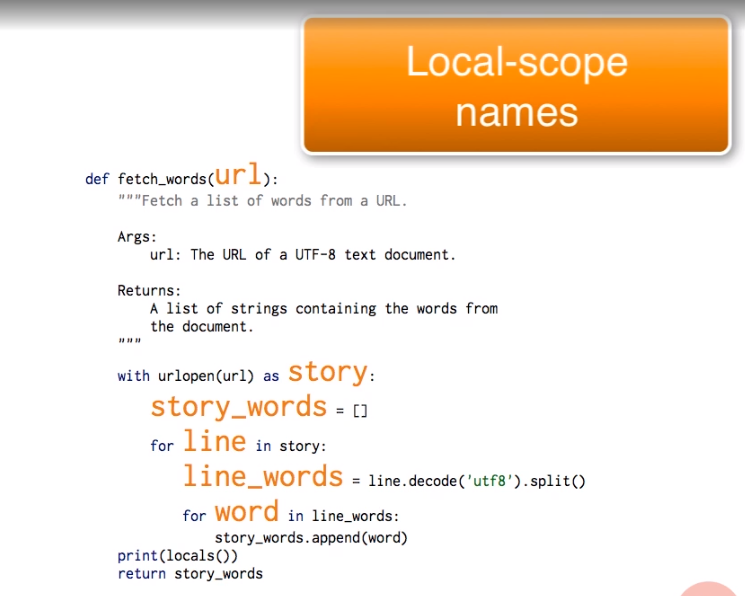 Local-scope
names
def fetch_words(url):
"""Fetch a list of words from a URL.
Args:
url: The URL of a UTF-8 text document.
Returns:
A list of strings containing the words from
the document.
"""
with urlopen(url) as story:
story_words = []
for line in story:
line_words = line.decode('utf8').split()
for word in line_words:
story_words.append(word)
print(locals())
return story_words